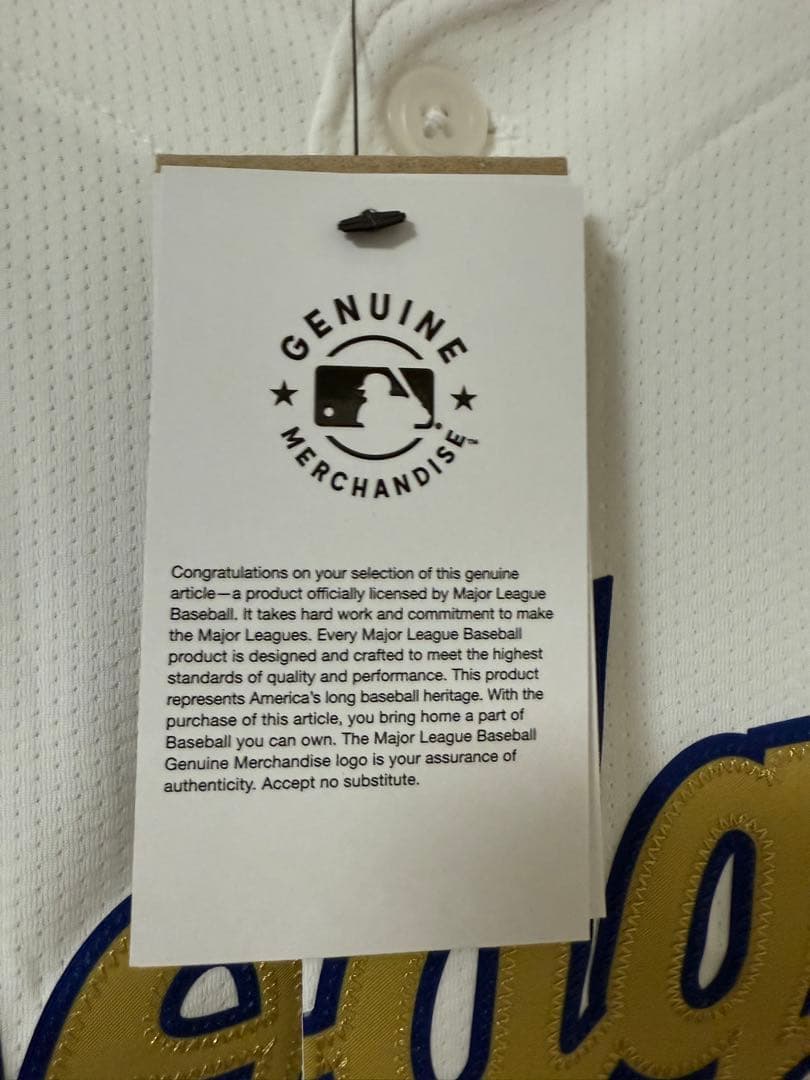 GENUINE
MERCHANDISE™
Congratulations on your selection of this genuine
article—a product officially licensed by Major League
Baseball. It takes hard work and commitment to make
the Major Leagues. Every Major League Baseball
product is designed and crafted to meet the highest
standards of quality and performance. This product
represents America's long baseball heritage. With the
purchase of this article, you bring home a part of
Baseball you can own. The Major League Baseball
Genuine Merchandise logo is your assurance of
authenticity. Accept no substitute.